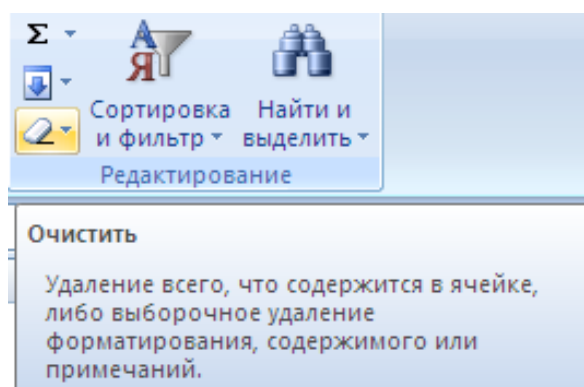 Σ
А
Я
Сортировка
и фильтр
Найти и
выделить
Редактирование
Очистить
Удаление всего, что содержится в ячейке,
либо выборочное удаление
форматирования, содержимого или
примечаний.